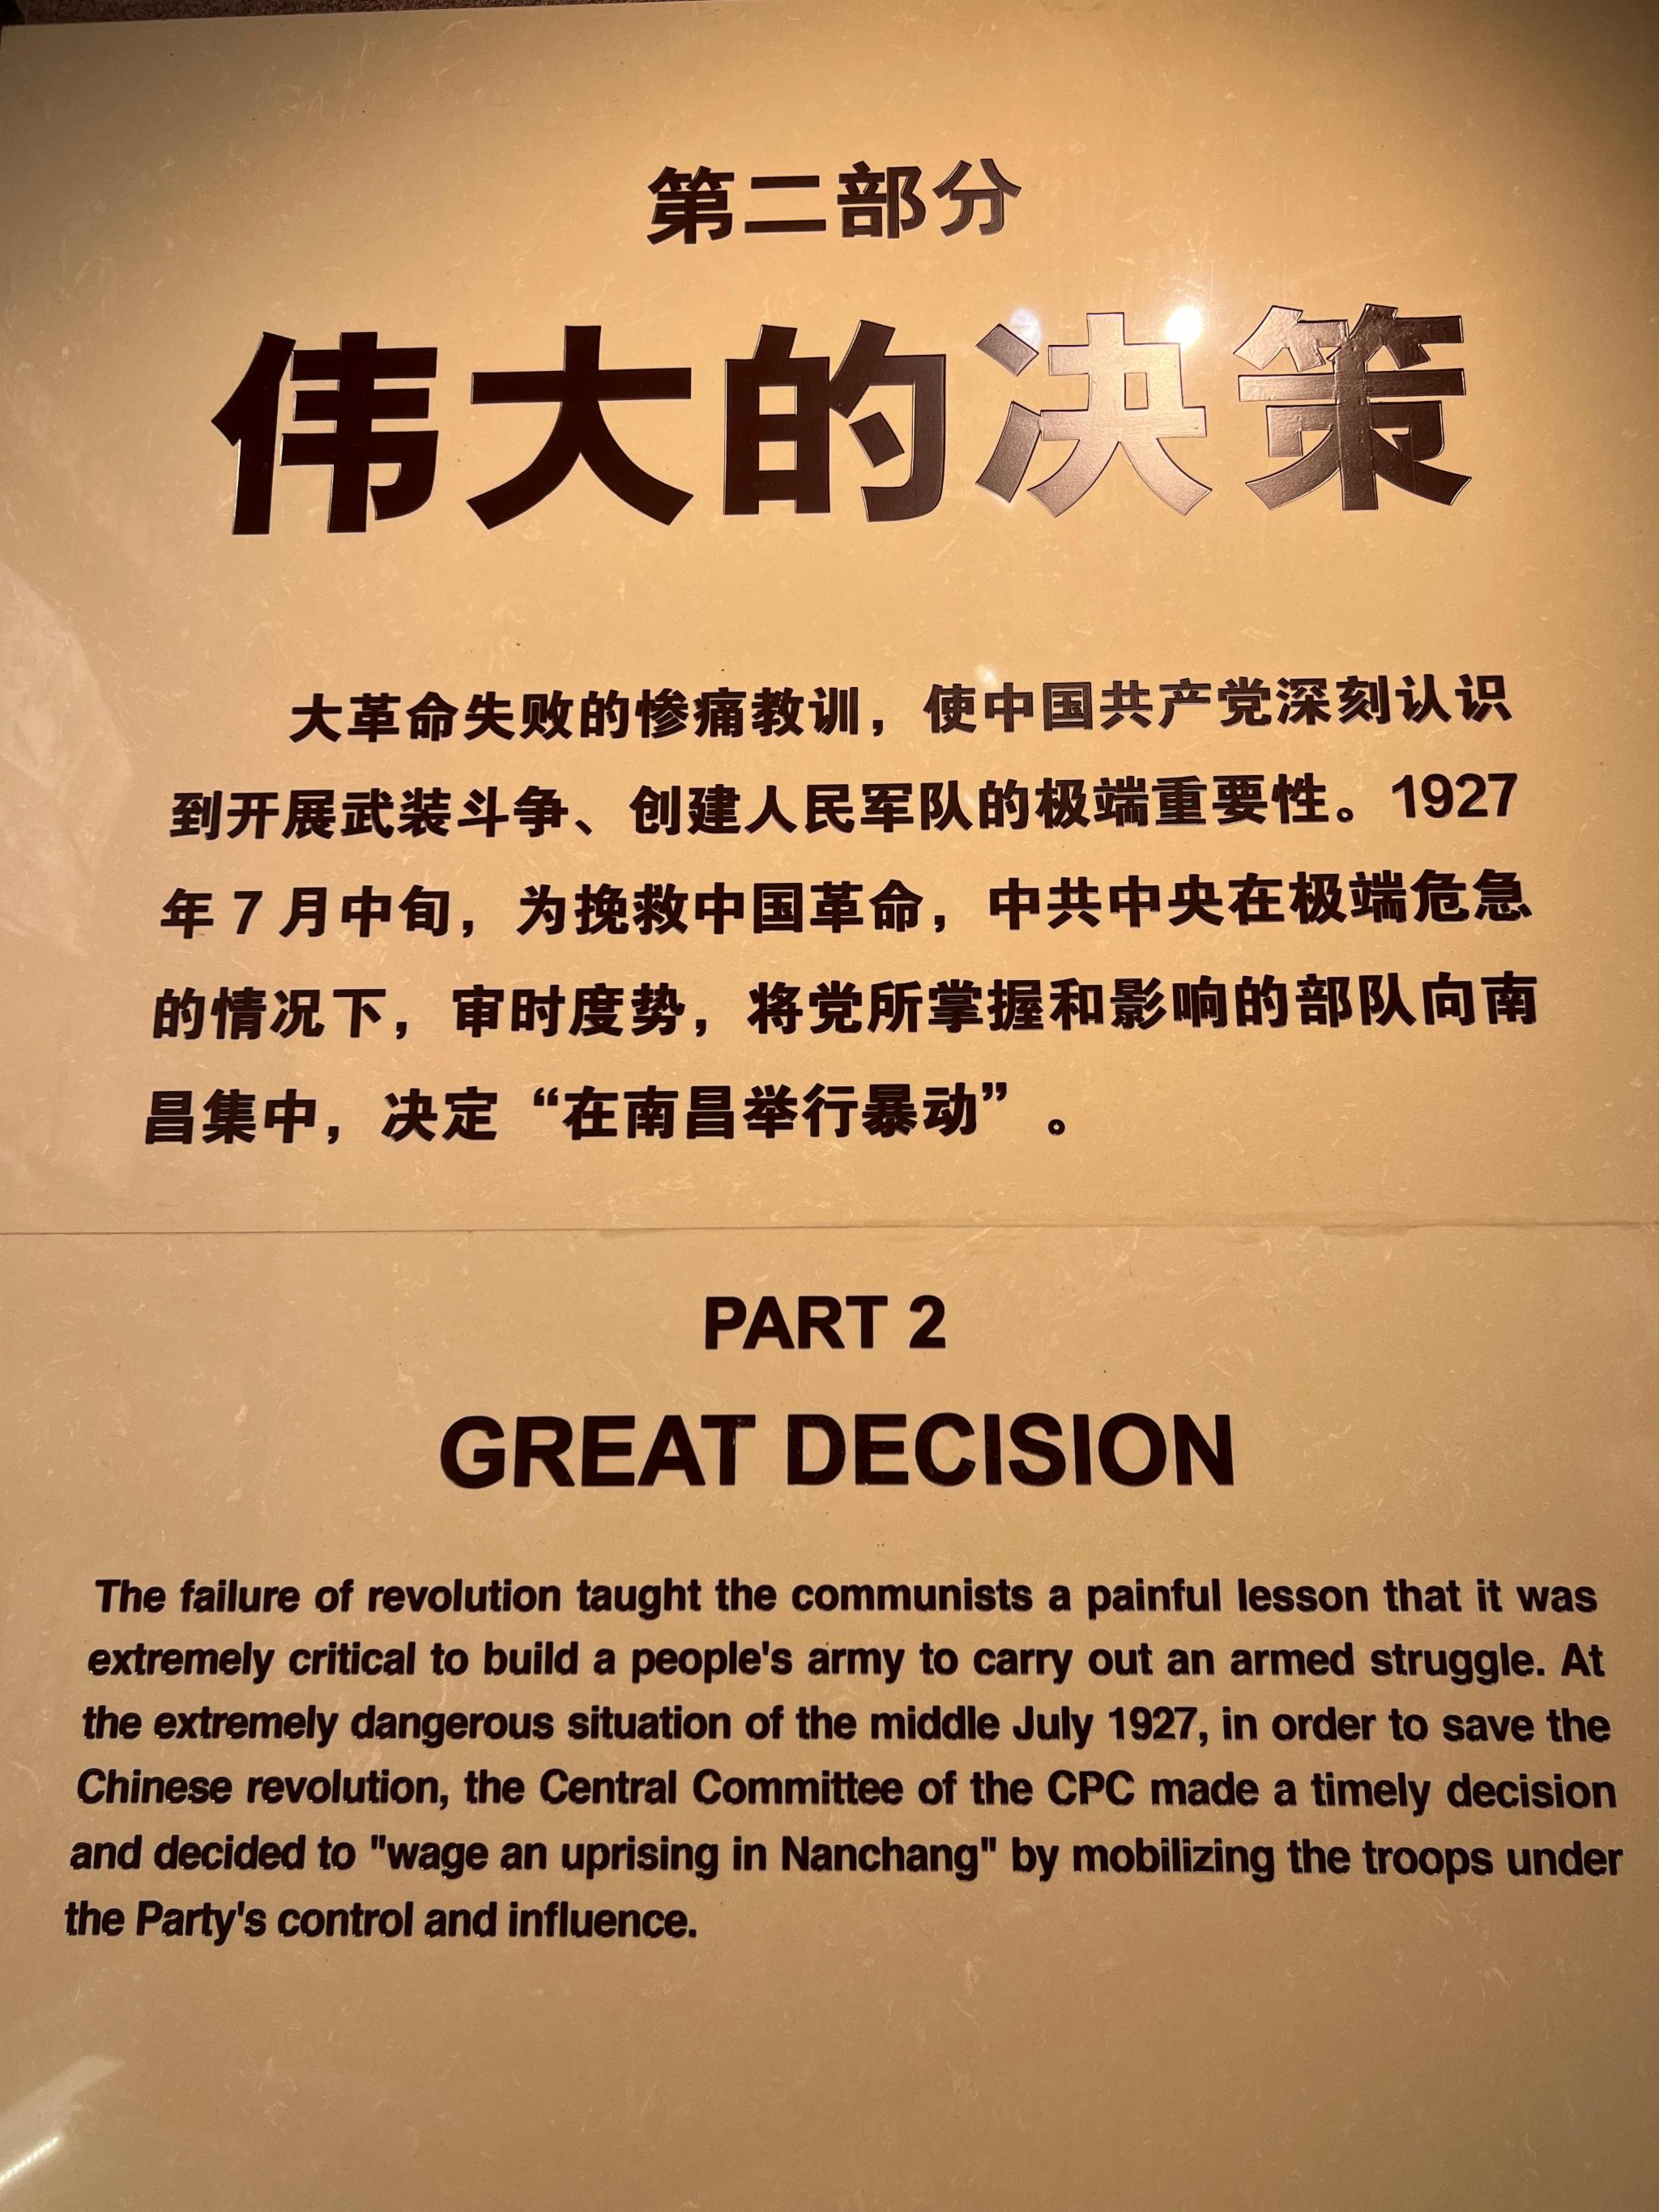 第二部分
伟大的决策
大革命失败的惨痛教训，使中国共产党深刻认识
到开展武装斗争、创建人民军队的极端重要性。1927
年 7 月中旬，为挽救中国革命，中共中央在极端危急
的情况下，审时度势，将党所掌握和影响的部队向南
昌集中，决定“在南昌举行暴动”。
PART 2
GREAT DECISION
The failure of revolution taught the communists a painful lesson that it was
extremely critical to build a people's army to carry out an armed struggle. At
the extremely dangerous situation of the middle July 1927, in order to save the
Chinese revolution, the Central Committee of the CPC made a timely decision
and decided to "wage an uprising in Nanchang" by mobilizing the troops under
the Party's control and influence.